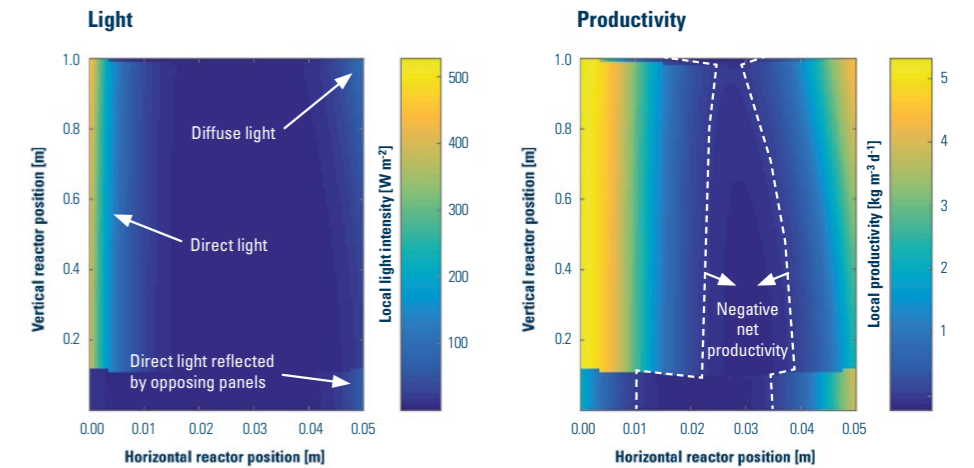 Light
Productivity
1.0
0.8
0.6
0.4
0.2
Vertical reactor position [m]
Diffuse light
Direct light
Direct light reflected
by opposing panels
0.00 0.01 0.02 0.03 0.04 0.05
Horizontal reactor position [m]
500
400
300
200
100
Local light intensity [W m⁻²]
1.0
0.8
0.6
0.4
0.2
Vertical reactor position [m]
Negative
net
productivity
0.00 0.01 0.02 0.03 0.04 0.05
Horizontal reactor position [m]
5
4
3
2
1
Local productivity [kg m⁻³ d⁻¹]